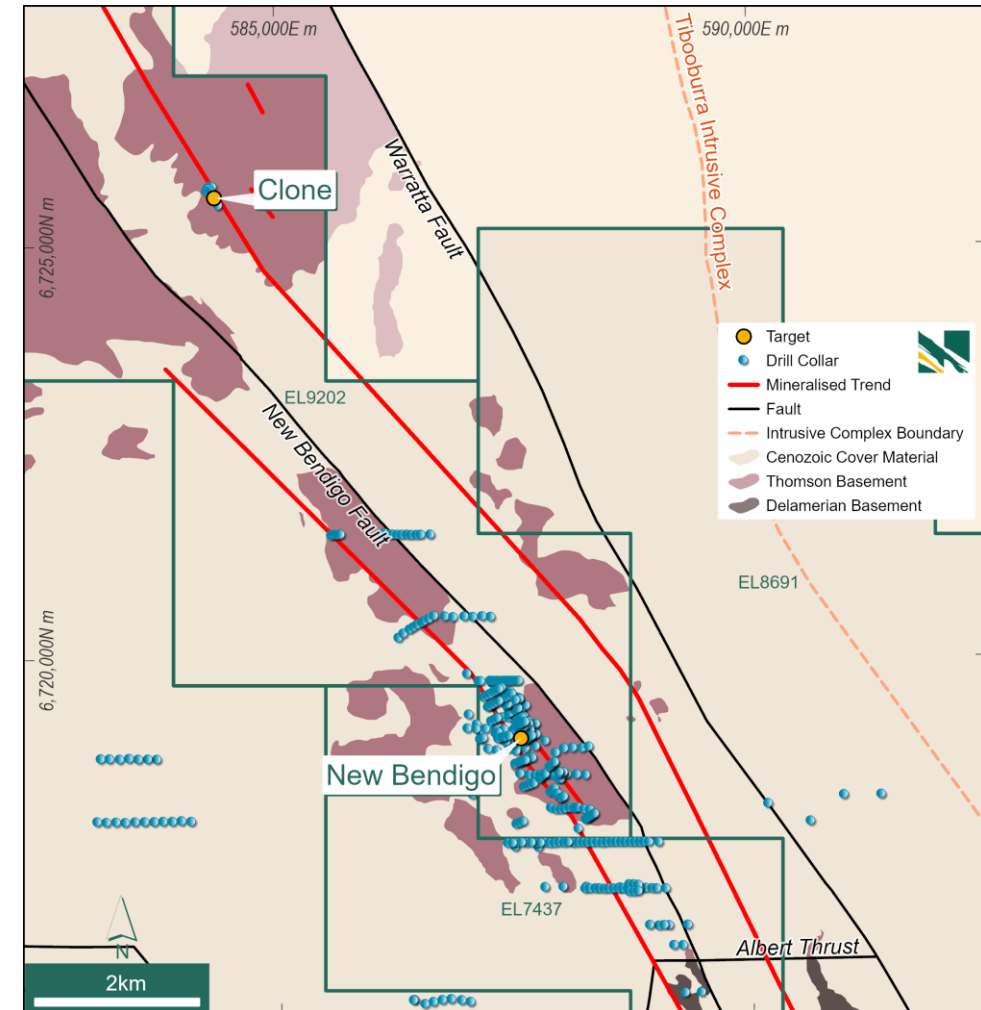 585,000E m
590,000E m
Tibooburra Intrusive Complex
Warratta Fault
Clone
6,725,000N m
Target
Drill Collar
Mineralised Trend
Fault
Intrusive Complex Boundary
Cenozoic Cover Material
Thomson Basement
Delamerian Basement
EL9202
New Bendigo Fault
EL8691
6,720,000N m
New Bendigo
EL7437
Albert Thrust
N
2km